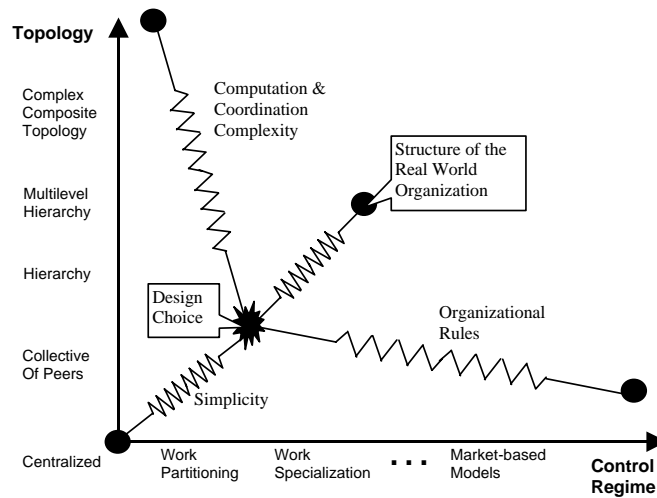 Topology
Complex
Composite
Topology
Multilevel
Hierarchy
Hierarchy
Collective
Of Peers
Centralized
Computation &
Coordination
Complexity
Structure of the
Real World
Organization
Design
Choice
Organizational
Rules
Simplicity
Work
Partitioning
Work
Specialization
...
Market-based
Models
Control
Regime